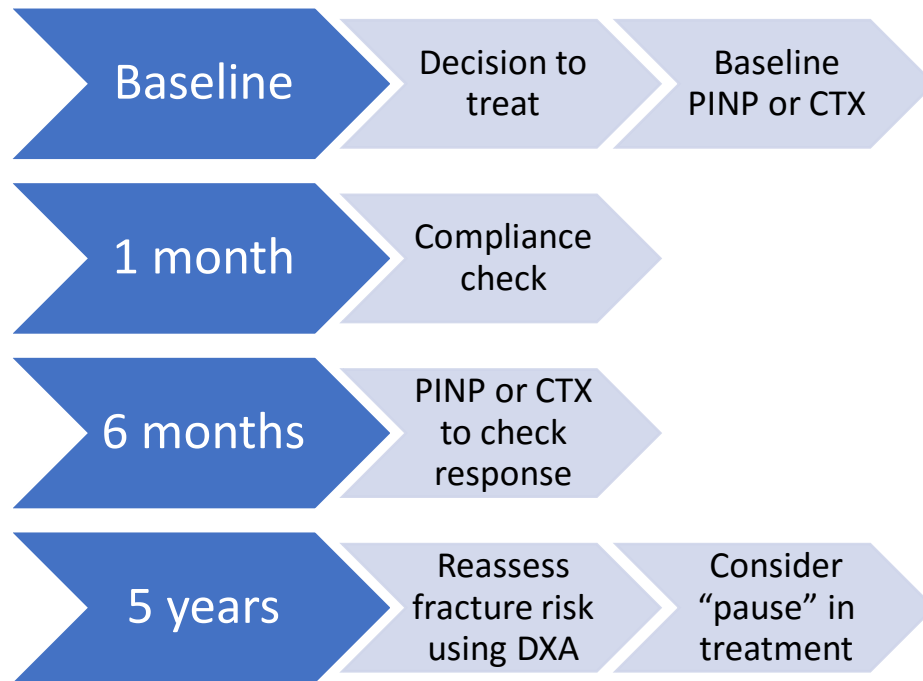 Baseline
Decision to
treat
Baseline
PINP or CTX
1 month
Compliance
check
6 months
PINP or CTX
to check
response
5 years
Reassess
fracture risk
using DXA
Consider
“pause” in
treatment